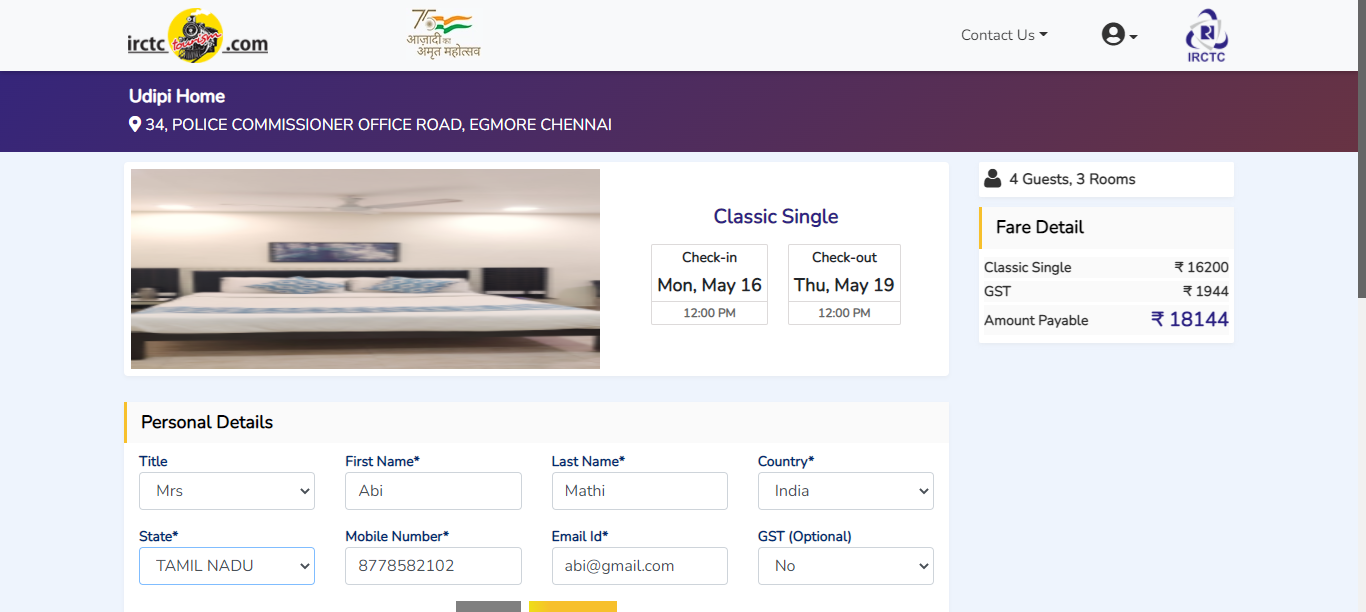 irctc tourism .com
75
आज़ादी का
अमृत महोत्सव
Contact Us
IRCTC
Udipi Home
34, POLICE COMMISSIONER OFFICE ROAD, EGMORE CHENNAI
Classic Single
Check-in
Mon, May 16
12:00 PM
Check-out
Thu, May 19
12:00 PM
4 Guests, 3 Rooms
Fare Detail
Classic Single ₹ 16200
GST ₹ 1944
Amount Payable ₹ 18144
Personal Details
Title First Name* Last Name* Country*
Mrs Abi Mathi India
State* Mobile Number* Email Id* GST (Optional)
TAMIL NADU 8778582102 abi@gmail.com No